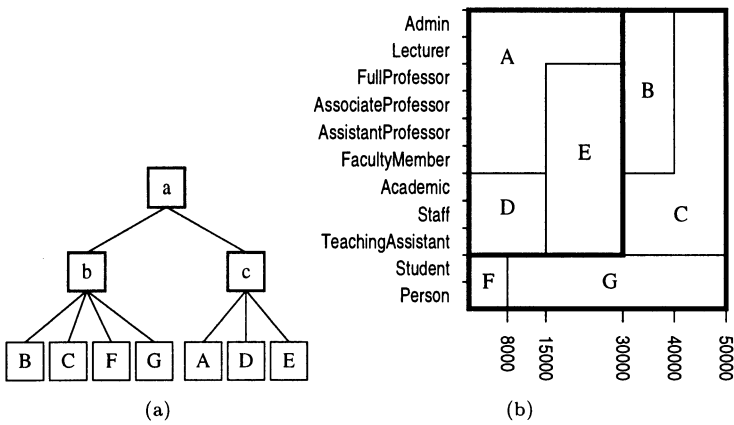 a
b
c
B C F G A D E
(a)
Admin
Lecturer
FullProfessor
AssociateProfessor
AssistantProfessor
FacultyMember
Academic
Staff
TeachingAssistant
Student
Person
A
B
E
D
C
F
G
8000
15000
30000
40000
50000
(b)